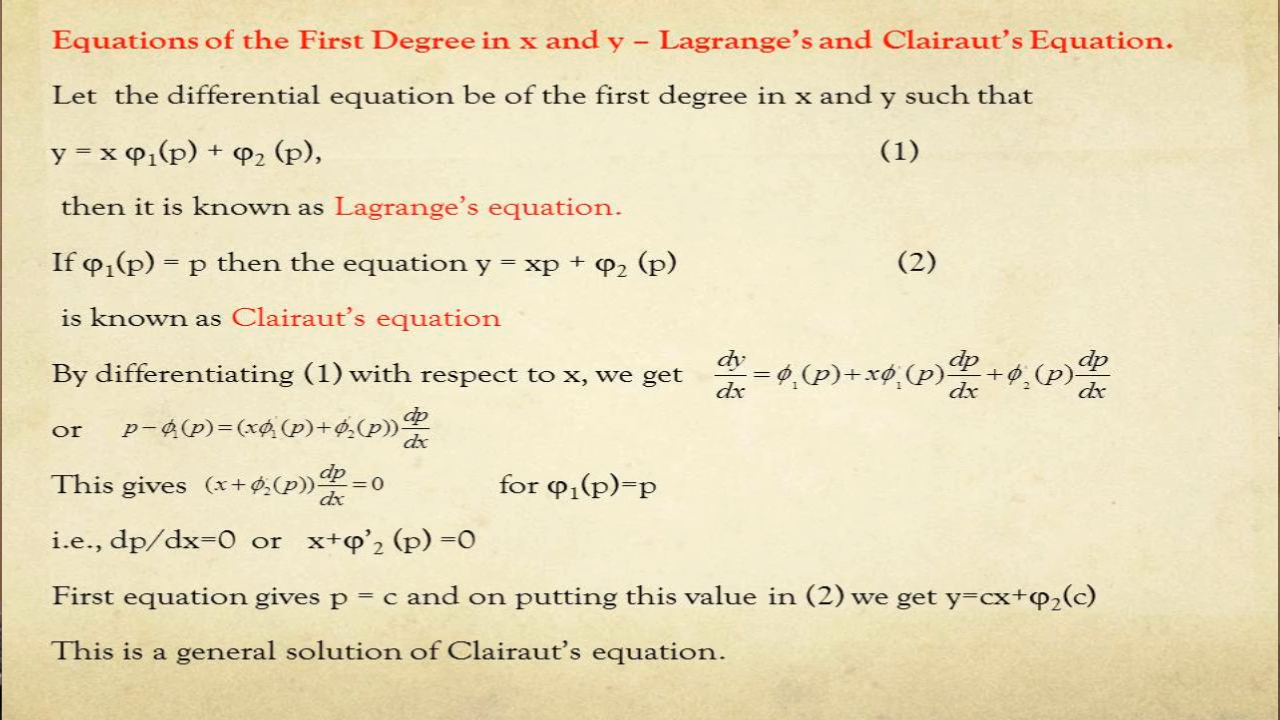 Equations of the First Degree in x and y – Lagrange's and Clairaut's Equation.
Let the differential equation be of the first degree in x and y such that
y = x φ₁(p) + φ₂ (p), (1)
then it is known as Lagrange's equation.
If φ₁(p) = p then the equation y = xp + φ₂ (p) (2)
is known as Clairaut's equation
By differentiating (1) with respect to x, we get dy/dx = ϕ₁(p)+xϕ₁′(p)dp/dx+ϕ₂′(p)dp/dx
or p−ϕ₁(p)=(xϕ₁′(p)+ϕ₂′(p))dp/dx
This gives (x+ϕ₂′(p))dp/dx=0 for φ₁(p)=p
i.e., dp/dx=0 or x+φ'₂ (p) =0
First equation gives p = c and on putting this value in (2) we get y=cx+φ₂(c)
This is a general solution of Clairaut's equation.